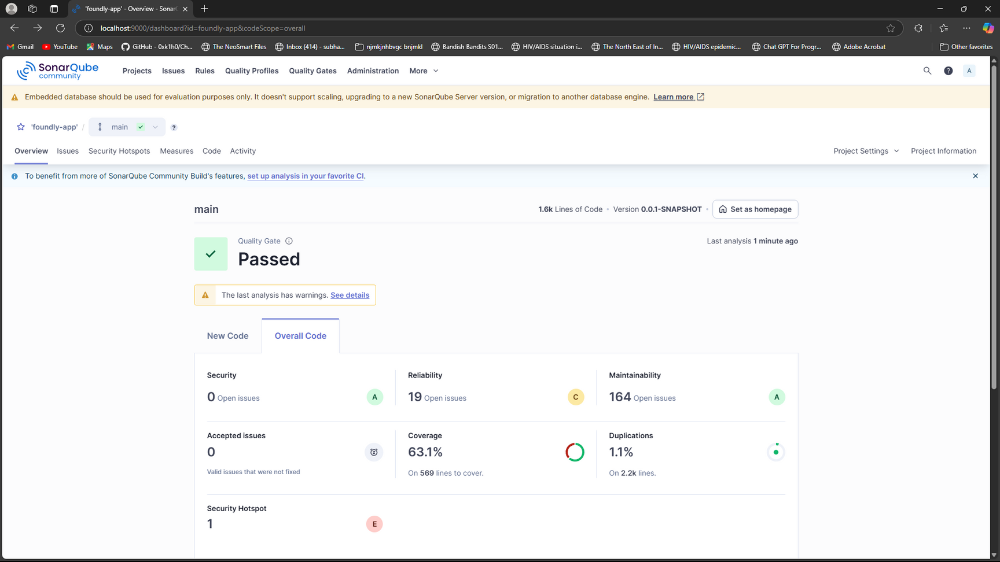 'foundly-app' - Overview - Sonar
localhost:9000/dashboard?id=foundly-app&codeScope=overall
Gmail
YouTube
Maps
GitHub - 0xk1h0/Ch...
The NeoSmart Files
Inbox (414) - subha...
njmkjnhbvgc bnjmkl
Bandish Bandits S01...
HIV/AIDS situation i...
The North East of In...
HIV/AIDS epidemic...
Chat GPT For Progr...
Adobe Acrobat
Other favorites
SonarQube
community
Projects
Issues
Rules
Quality Profiles
Quality Gates
Administration
More
?
A
Embedded database should be used for evaluation purposes only. It doesn't support scaling, upgrading to a new SonarQube Server version, or migration to another database engine. Learn more
'foundly-app' / main
?
Overview
Issues
Security Hotspots
Measures
Code
Activity
Project Settings
Project Information
To benefit from more of SonarQube Community Build's features, set up analysis in your favorite CI.
main
1.6k Lines of Code • Version 0.0.1-SNAPSHOT •
Set as homepage
Quality Gate
Last analysis 1 minute ago
Passed
The last analysis has warnings. See details
New Code
Overall Code
Security
Reliability
Maintainability
0 Open issues
A
19 Open issues
C
164 Open issues
A
Accepted issues
Coverage
Duplications
0
63.1%
1.1%
Valid issues that were not fixed
On 569 lines to cover.
On 2.2k lines.
Security Hotspot
1
E